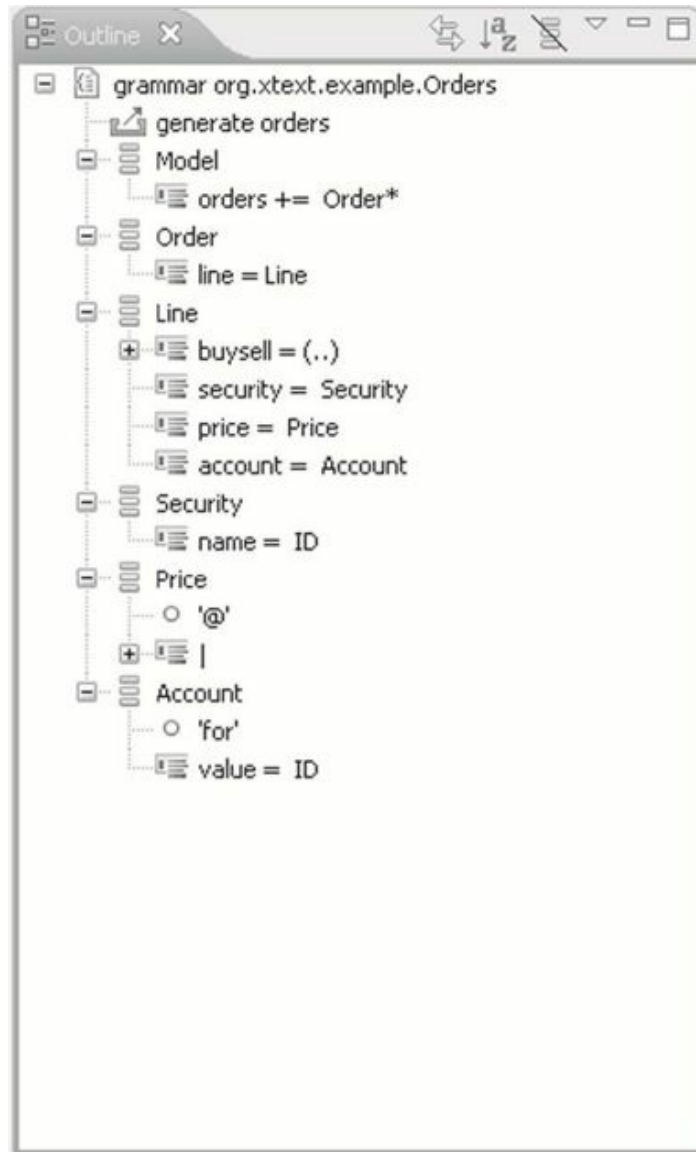 Outline
grammar org.xtext.example.Orders
generate orders
Model
orders += Order*
Order
line = Line
Line
buysell = (..)
security = Security
price = Price
account = Account
Security
name = ID
Price
'@'
|
Account
'for'
value = ID